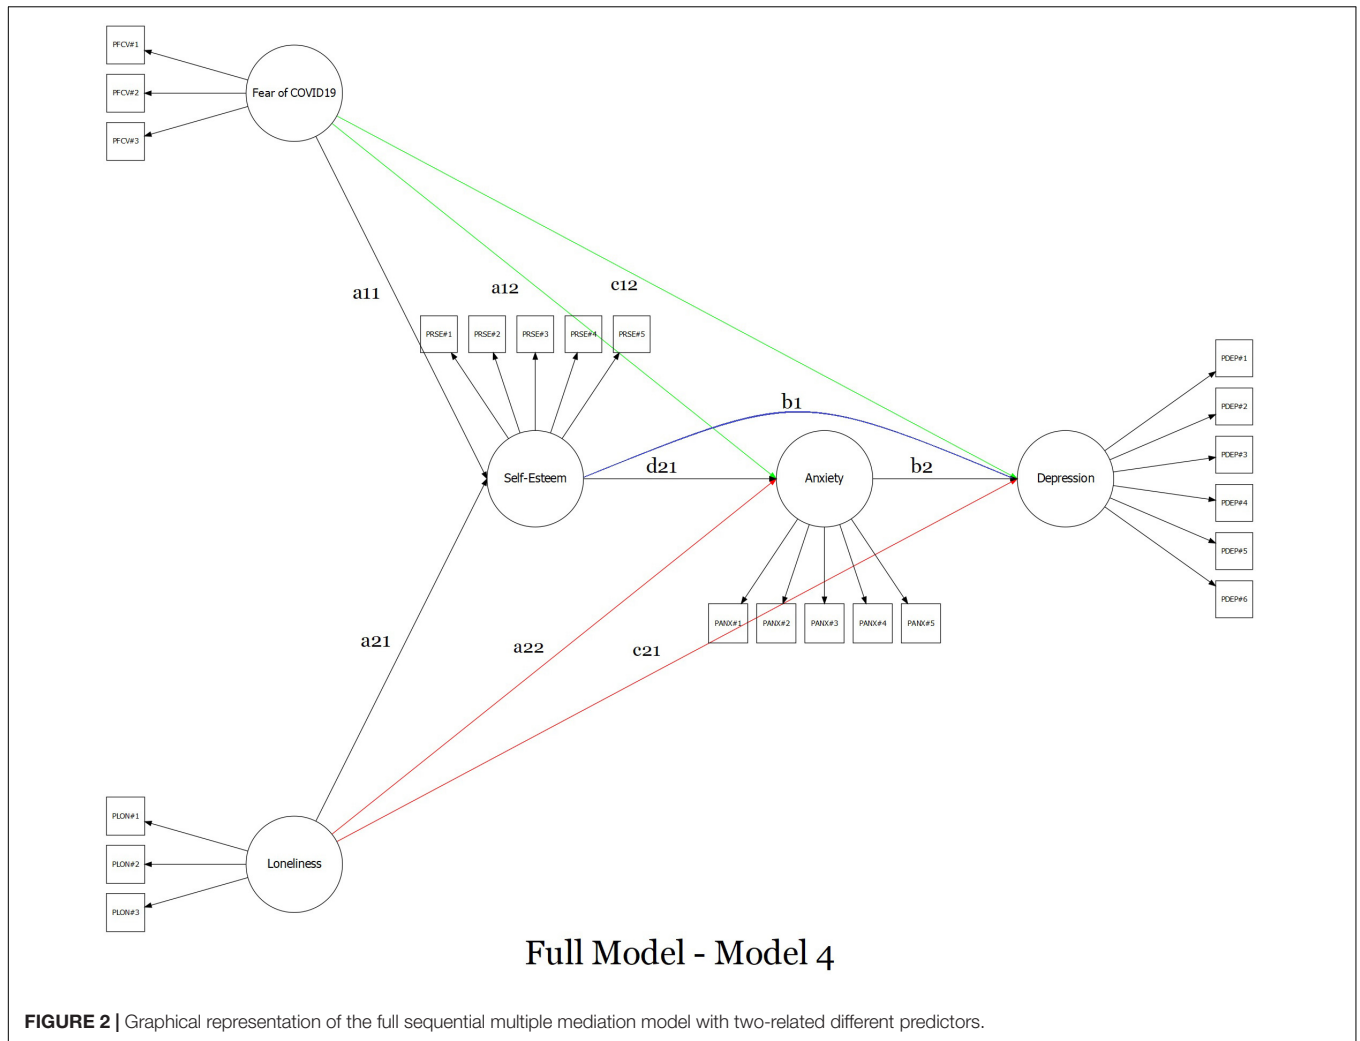 PFCV#1
PFCV#2
PFCV#3
Fear of COVID19
a11
a12
c12
PRSE#1
PRSE#2
PRSE#3
PRSE#4
PRSE#5
b1
Self-Esteem
d21
Anxiety
b2
Depression
PDEP#1
PDEP#2
PDEP#3
PDEP#4
PDEP#5
PDEP#6
PANX#1
PANX#2
PANX#3
PANX#4
PANX#5
a21
a22
c21
PLON#1
PLON#2
PLON#3
Loneliness
Full Model - Model 4
FIGURE 2 | Graphical representation of the full sequential multiple mediation model with two-related different predictors.